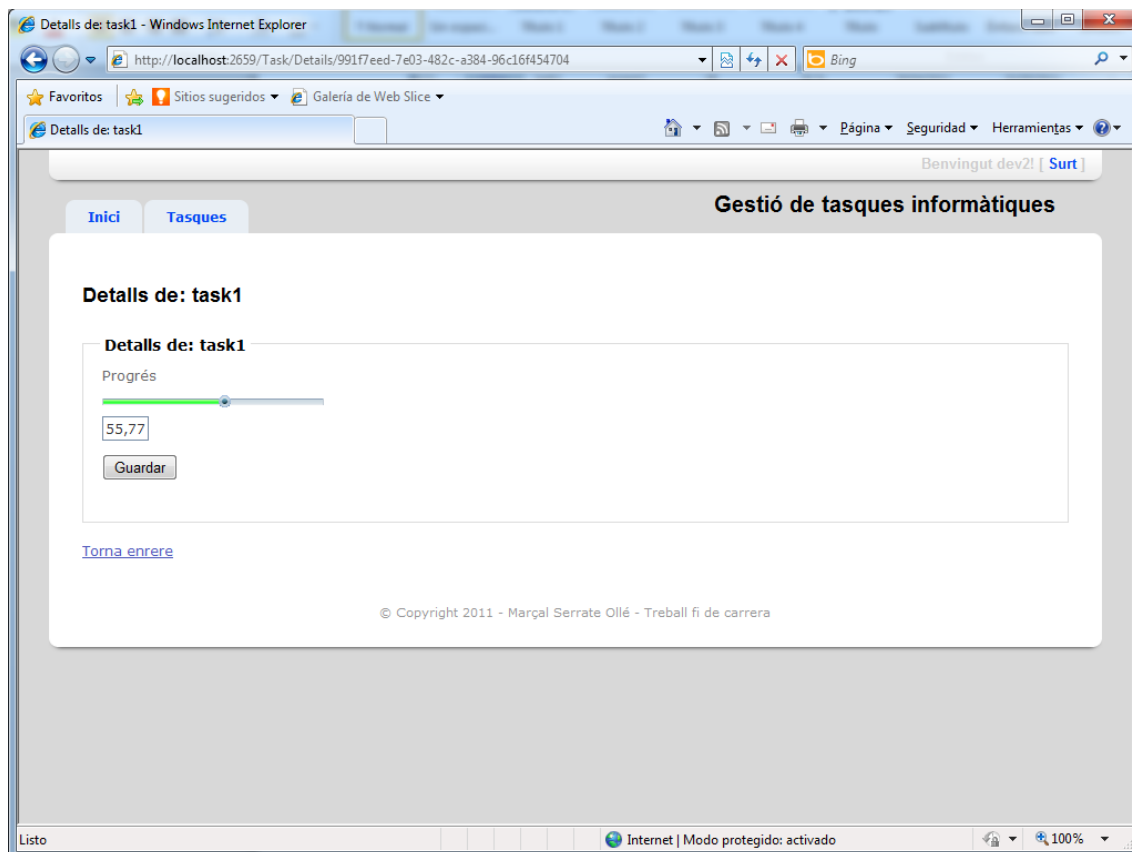 Detalls de: task1 - Windows Internet Explorer
http://localhost:2659/Task/Details/991f7eed-7e03-482c-a384-96c16f454704
Bing
Favoritos
Sitios sugeridos
Galería de Web Slice
Detalls de: task1
Página
Seguridad
Herramientas
Benvingut dev2! [ Surt ]
Gestió de tasques informàtiques
Inici
Tasques
Detalls de: task1
Detalls de: task1
Progrés
55,77
Guardar
Torna enrere
© Copyright 2011 - Marçal Serrate Ollé - Treball fi de carrera
Listo
Internet | Modo protegido: activado
100%